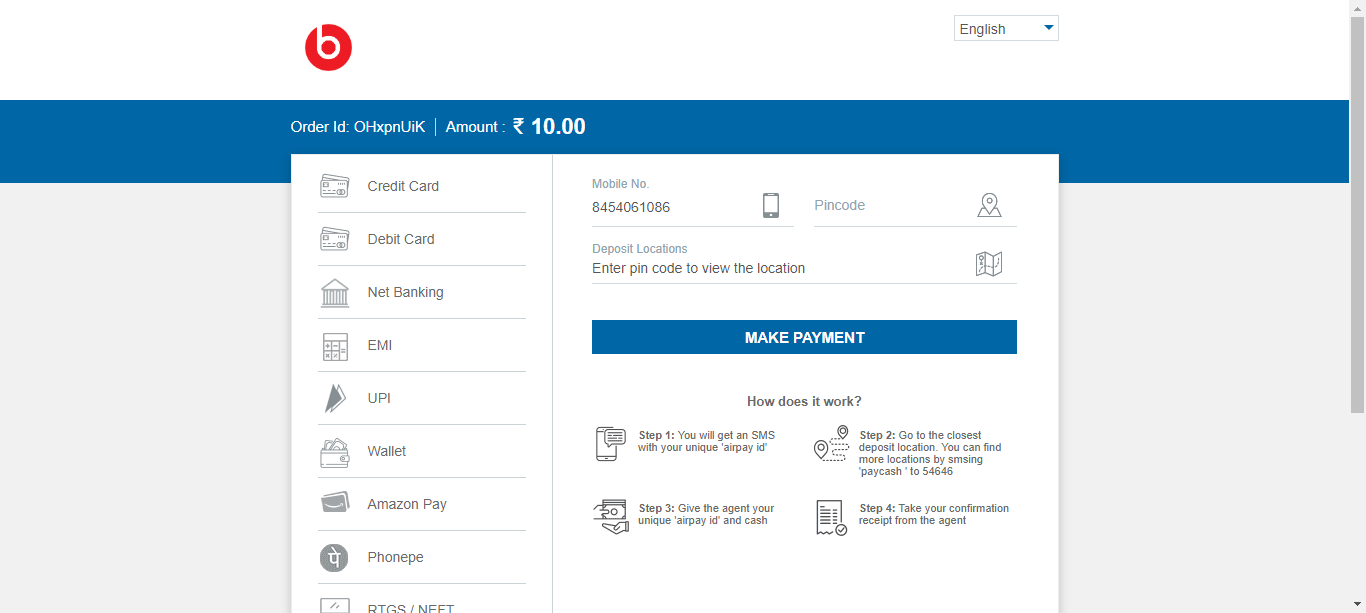 b
English
Order Id: OHxpnUiK | Amount : ₹ 10.00
Credit Card
Debit Card
Net Banking
EMI
UPI
Wallet
Amazon Pay
पे
Phonepe
RTGS / NEFT
Mobile No.
8454061086
Pincode
Deposit Locations
Enter pin code to view the location
MAKE PAYMENT
How does it work?
Step 1: You will get an SMS
with your unique 'airpay id'
Step 2: Go to the closest
deposit location. You can find
more locations by smsing
'paycash ' to 54646
Step 3: Give the agent your
unique 'airpay id' and cash
Step 4: Take your confirmation
receipt from the agent